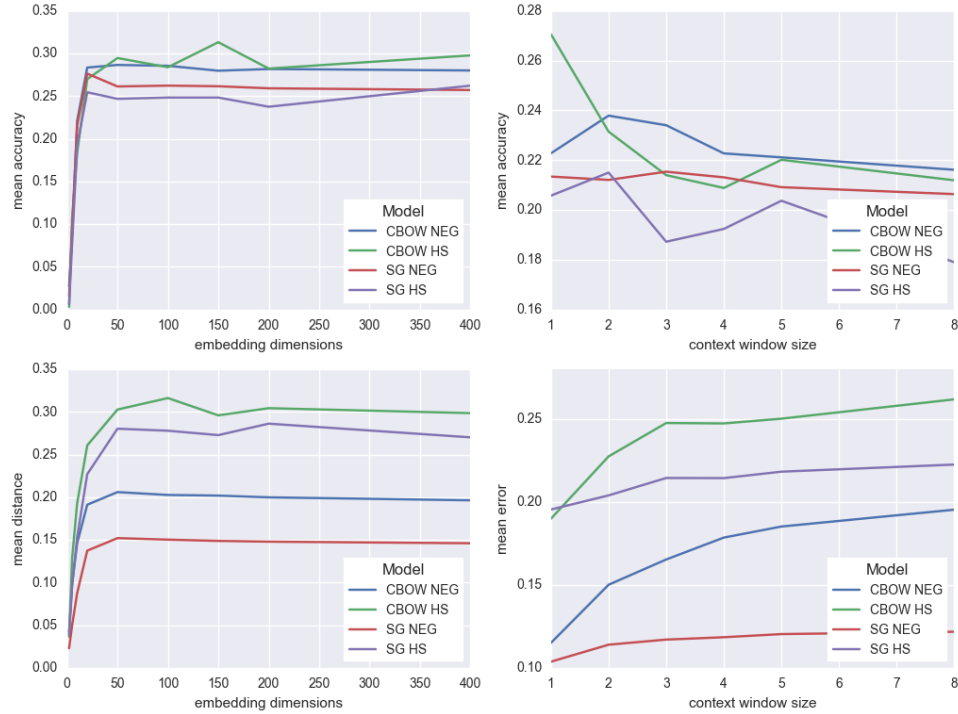 0.35
0.30
0.25
0.20
0.15
0.10
0.05
0.00
mean accuracy
0 50 100 150 200 250 300 350 400
embedding dimensions
Model
CBOW NEG
CBOW HS
SG NEG
SG HS
0.28
0.26
0.24
0.22
0.20
0.18
0.16
mean accuracy
1 2 3 4 5 6 7 8
context window size
Model
CBOW NEG
CBOW HS
SG NEG
SG HS
0.35
0.30
0.25
0.20
0.15
0.10
0.05
0.00
mean distance
0 50 100 150 200 250 300 350 400
embedding dimensions
Model
CBOW NEG
CBOW HS
SG NEG
SG HS
0.25
0.20
0.15
0.10
mean error
1 2 3 4 5 6 7 8
context window size
Model
CBOW NEG
CBOW HS
SG NEG
SG HS